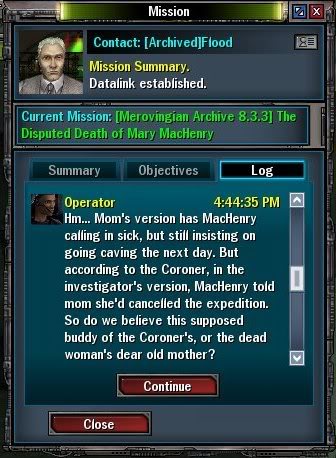 Mission
Contact: [Archived]Flood
Mission Summary.
Datalink established.
Current Mission: [Merovingian Archive 8.3.3] The
Disputed Death of Mary MacHenry
Summary Objectives Log
Operator 4:44:35 PM
Hm... Mom's version has MacHenry
calling in sick, but still insisting on
going caving the next day. But
according to the Coroner, in the
investigator's version, MacHenry told
mom she'd cancelled the expedition.
So do we believe this supposed
buddy of the Coroner's, or the dead
woman's dear old mother?
Continue
Close